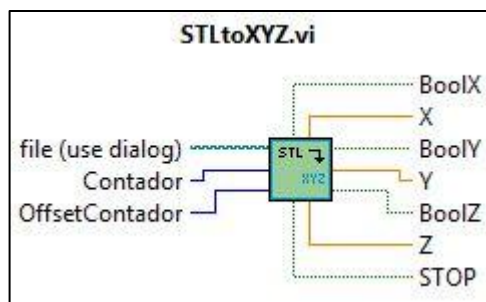 STLtoXYZ.vi
BoolX
X
file (use dialog)
STL
BoolY
Contador
XYZ
Y
OffsetContador
BoolZ
Z
STOP